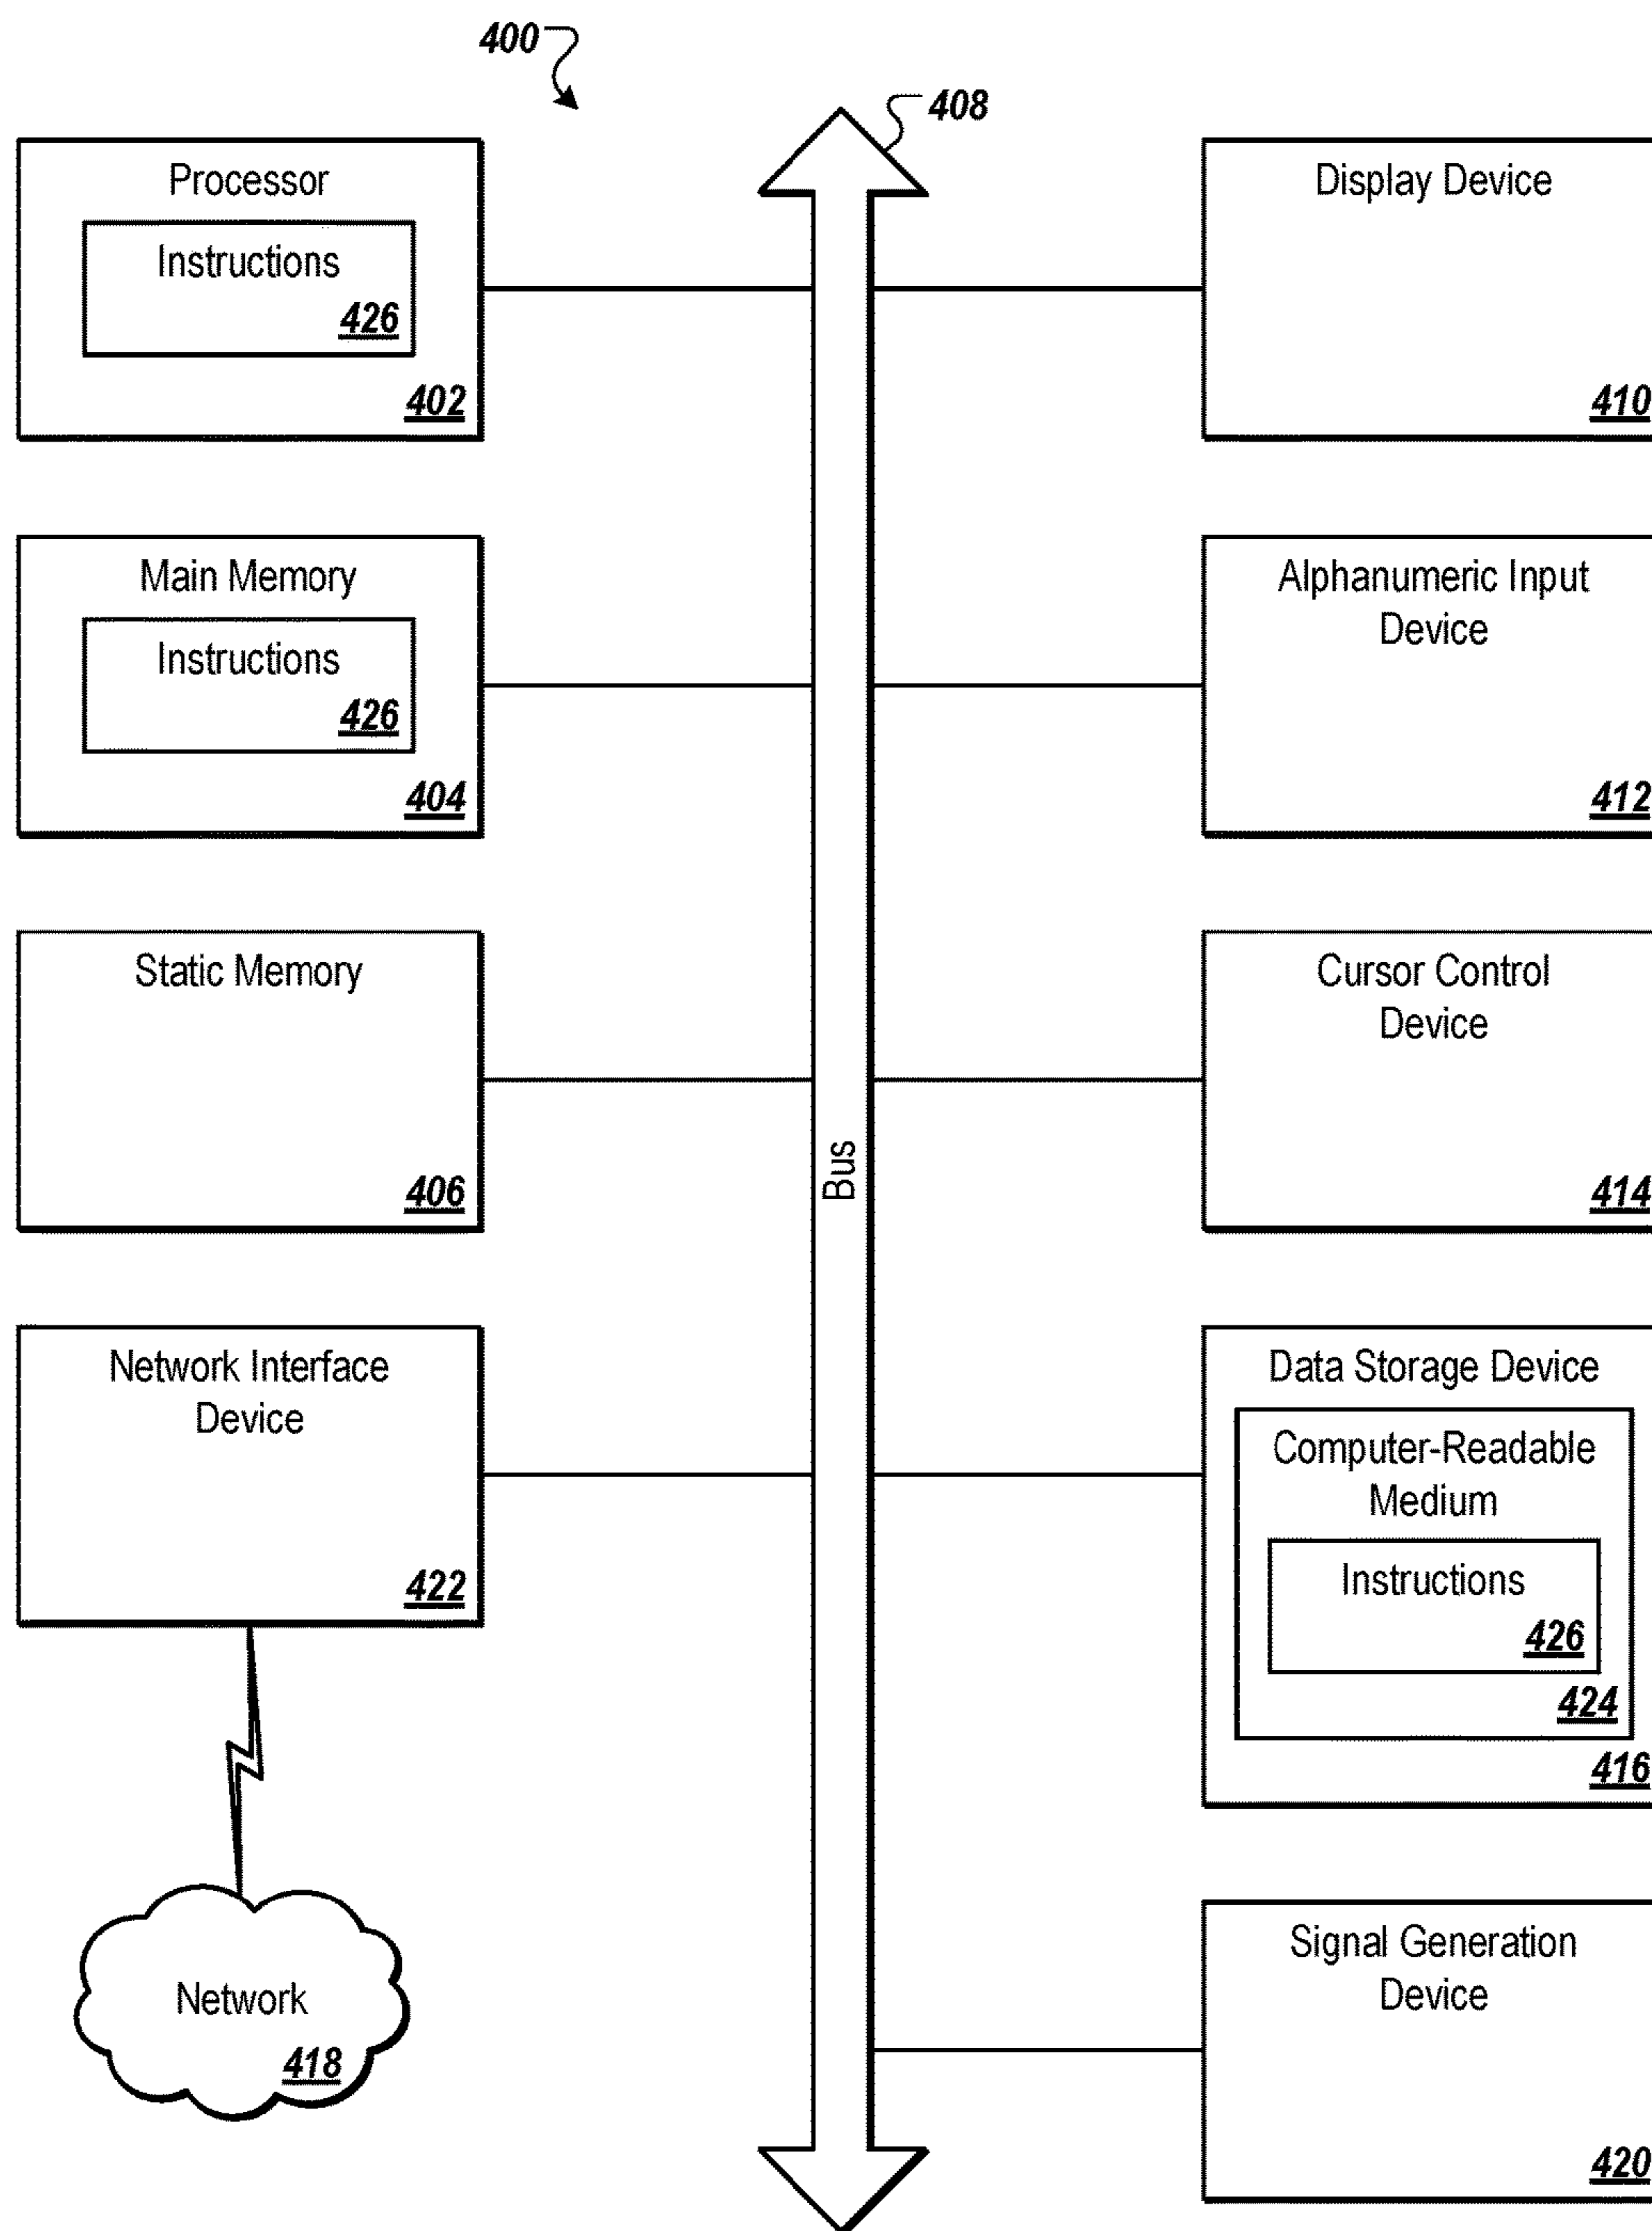 400
408
Processor
Instructions
426
402
Main Memory
Instructions
426
404
Static Memory
406
Network Interface
Device
422
Network
418
Bus
Display Device
410
Alphanumeric Input
Device
412
Cursor Control
Device
414
Data Storage Device
Computer-Readable
Medium
Instructions
426
424
416
Signal Generation
Device
420